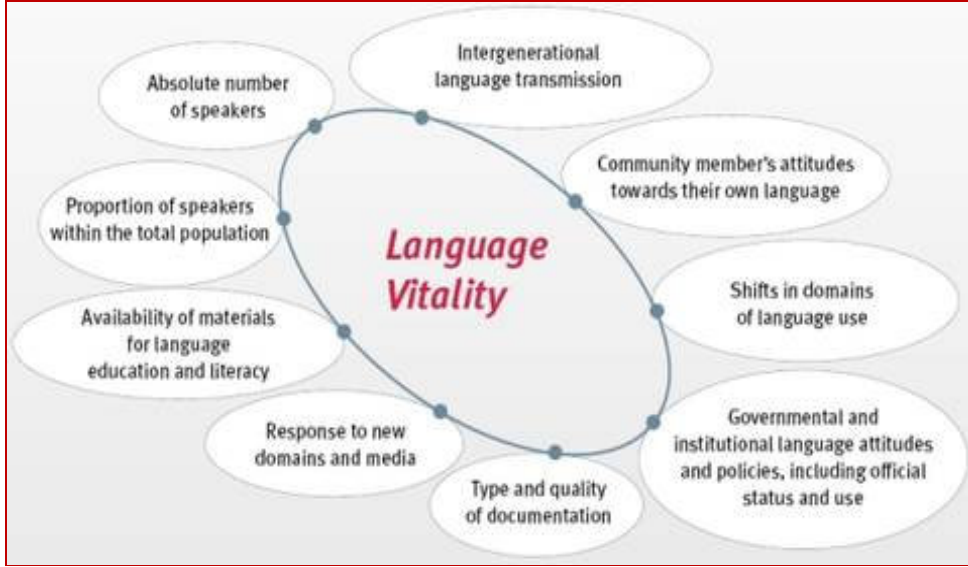 Intergenerational
language transmission
Absolute number
of speakers
Community member's attitudes
towards their own language
Proportion of speakers
within the total population
Language
Vitality
Shifts in domains
of language use
Availability of materials
for language
education and literacy
Governmental and
institutional language attitudes
and policies, including official
status and use
Response to new
domains and media
Type and quality
of documentation